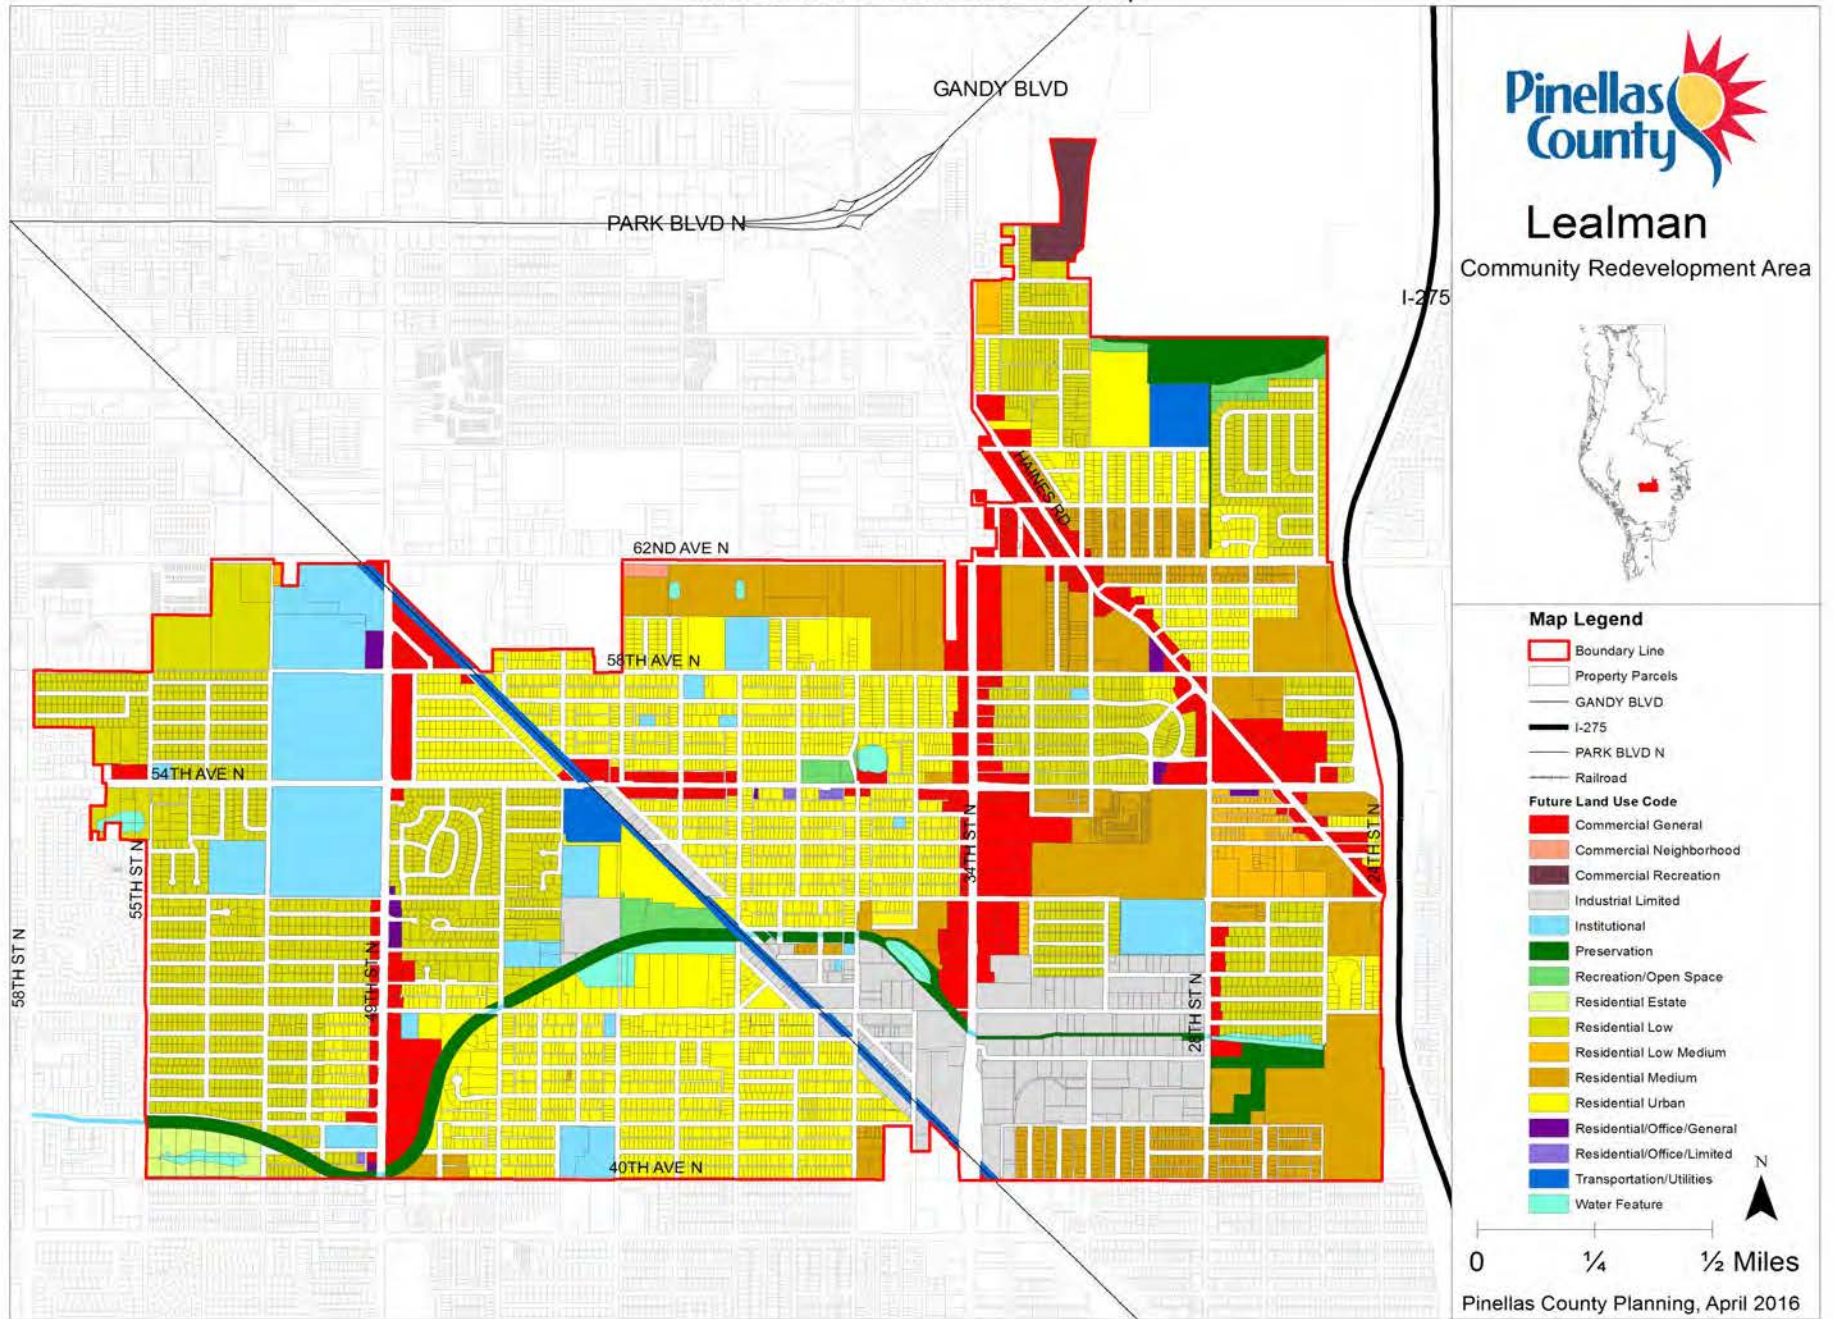 GANDY BLVD
PARK BLVD N
I-275
HAINES RD
62ND AVE N
58TH AVE N
54TH AVE N
55TH ST N
58TH ST N
49TH ST N
34TH ST N
28TH ST N
24TH ST N
40TH AVE N
Pinellas
County
Lealman
Community Redevelopment Area
Map Legend
Boundary Line
Property Parcels
GANDY BLVD
I-275
PARK BLVD N
Railroad
Future Land Use Code
Commercial General
Commercial Neighborhood
Commercial Recreation
Industrial Limited
Institutional
Preservation
Recreation/Open Space
Residential Estate
Residential Low
Residential Low Medium
Residential Medium
Residential Urban
Residential/Office/General
Residential/Office/Limited
Transportation/Utilities
Water Feature
N
0 ¼ ½ Miles
Pinellas County Planning, April 2016